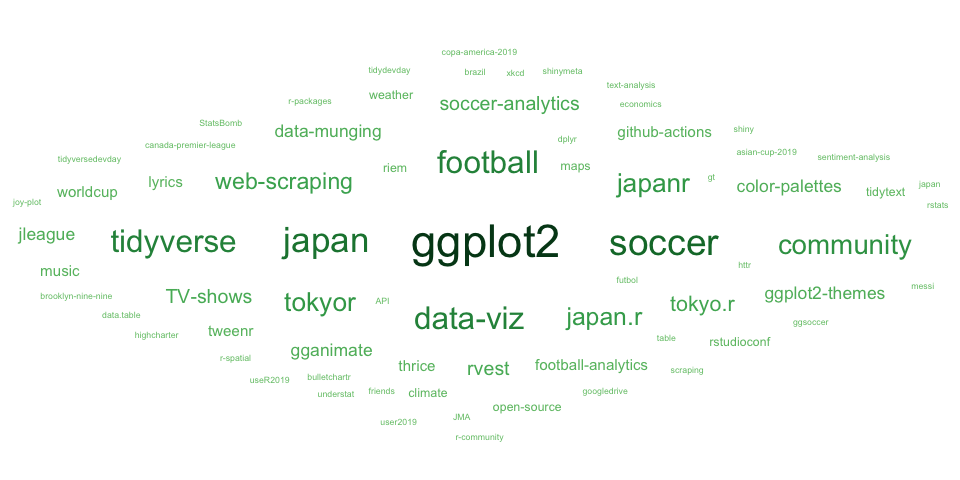 copa-america-2019
tidydevday brazil xkcd shinymeta
r-packages weather soccer-analytics text-analysis economics
StatsBomb data-munging dplyr github-actions shiny
canada-premier-league football asian-cup-2019
tidyversedevday riem maps sentiment-analysis
worldcup lyrics web-scraping japanr gt color-palettes tidytext japan
joy-plot rstats
jleague tidyverse japan ggplot2 soccer community
music httr
brooklyn-nine-nine TV-shows tokyor API futbol tokyo.r ggplot2-themes messi
data.table data-viz japan.r ggsoccer
highcharter tweenr table rstudioconf
r-spatial gganimate thrice rvest football-analytics scraping
useR2019 bulletchartr
understat friends climate googledrive
open-source
user2019 JMA
r-community